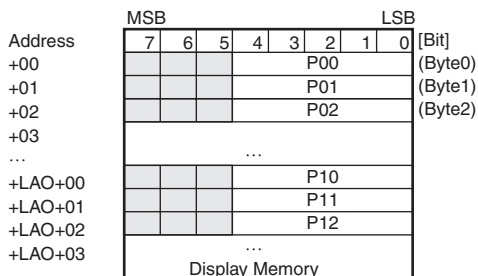 MSB LSB
Address 7 6 5 4 3 2 1 0 [Bit]
+00 P00 (Byte0)
+01 P01 (Byte1)
+02 P02 (Byte2)
+03
… …
+LAO+00 P10
+LAO+01 P11
+LAO+02 P12
+LAO+03 …
Display Memory